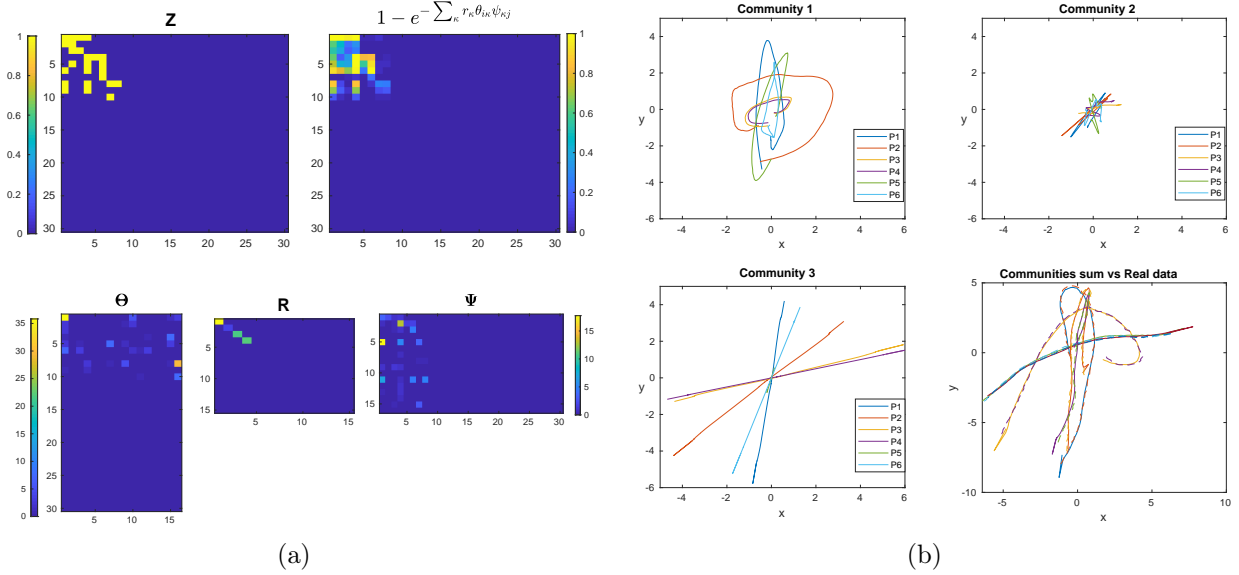 Z
1 − e^{−∑_κ r_κ θ_{iκ} ψ_{κj}}
1
0.8
0.6
0.4
0.2
0
5
10
15
20
25
30
5 10 15 20 25 30
5
10
15
20
25
30
5 10 15 20 25 30
1
0.8
0.6
0.4
0.2
0
Θ
35
30
25
20
15
10
5
0
5
10
15
20
25
30
5 10 15
R
5
10
15
5 10 15
Ψ
5
10
15
5 10 15 20 25 30
15
10
5
0
(a)
Community 1
y
4
2
0
-2
-4
-6
-4 -2 0 2 4 6
x
P1
P2
P3
P4
P5
P6
Community 2
y
4
2
0
-2
-4
-6
-4 -2 0 2 4 6
x
P1
P2
P3
P4
P5
P6
Community 3
y
4
2
0
-2
-4
-6
-4 -2 0 2 4 6
x
P1
P2
P3
P4
P5
P6
Communities sum vs Real data
y
5
0
-5
-10
-5 0 5 10
x
(b)